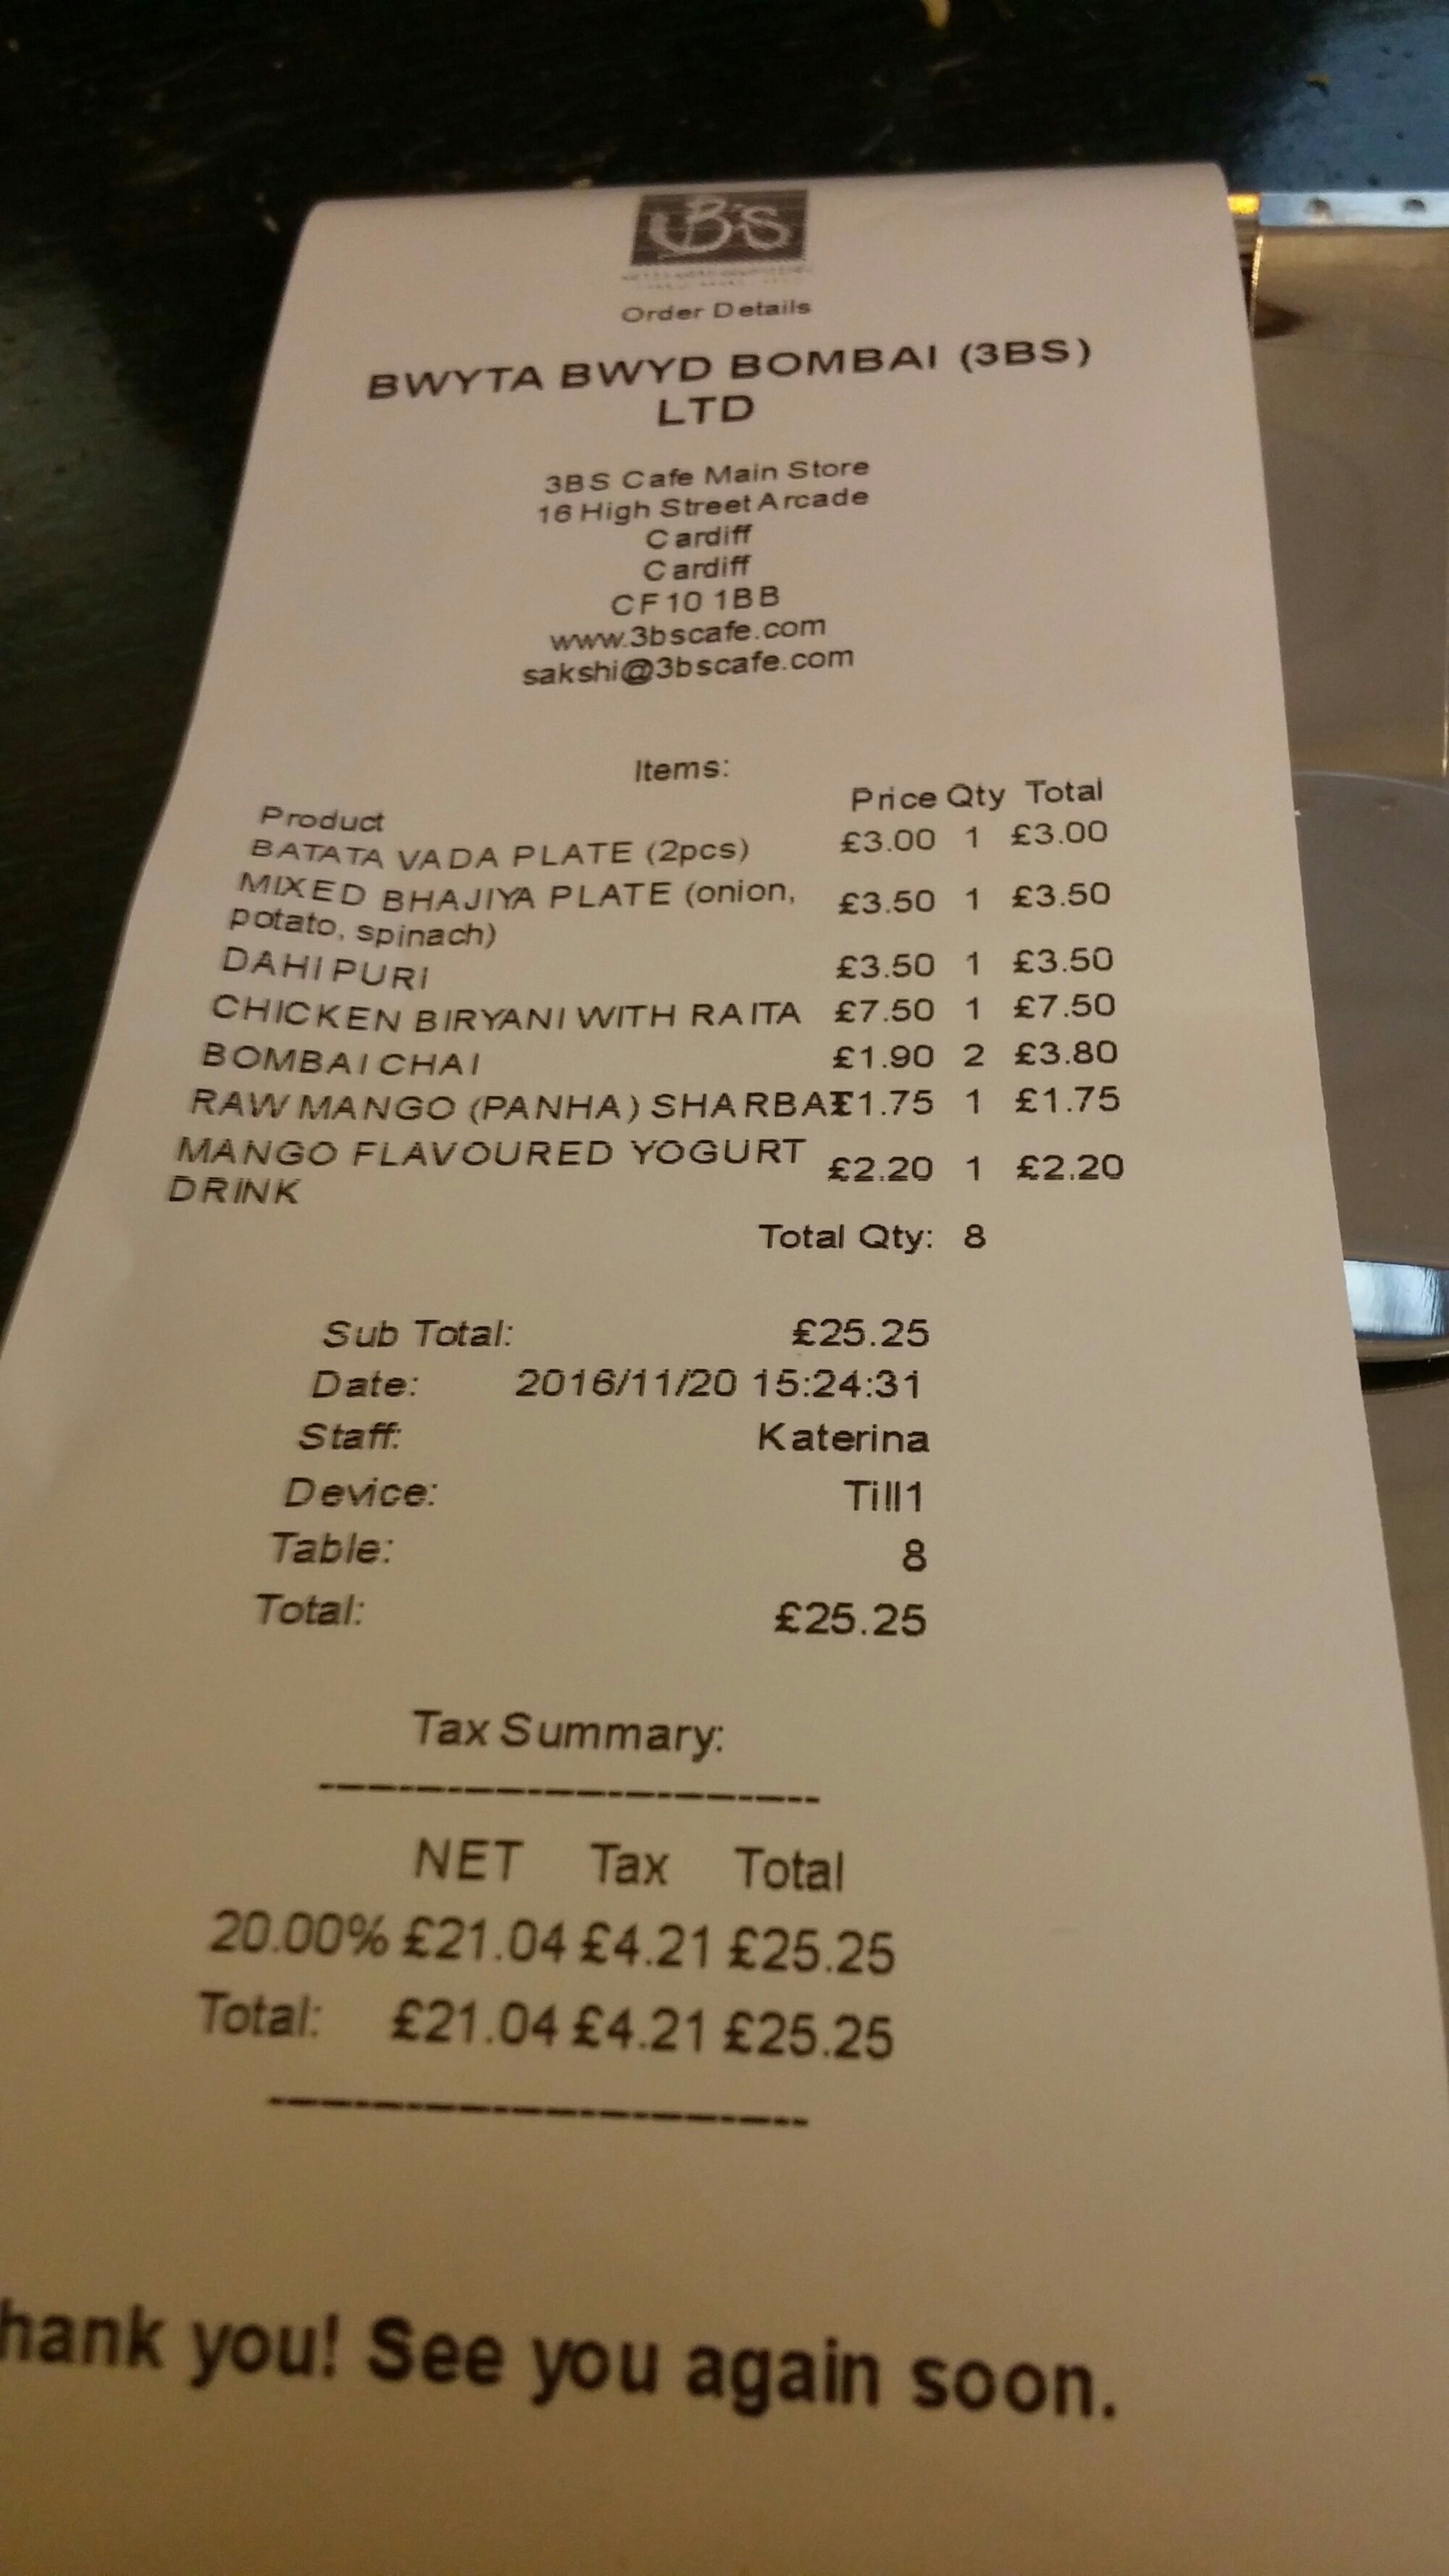 3B's
Order Details
BWYTA BWYD BOMBAI (3BS)
LTD
3BS Cafe Main Store
16 High Street Arcade
Cardiff
Cardiff
CF10 1BB
www.3bscafe.com
sakshi@3bscafe.com
Items:
Product Price Qty Total
BATATA VADA PLATE (2pcs) £3.00 1 £3.00
MIXED BHAJIYA PLATE (onion, £3.50 1 £3.50
potato, spinach)
DAHI PURI £3.50 1 £3.50
CHICKEN BIRYANI WITH RAITA £7.50 1 £7.50
BOMBAI CHAI £1.90 2 £3.80
RAW MANGO (PANHA) SHARBAT £1.75 1 £1.75
MANGO FLAVOURED YOGURT £2.20 1 £2.20
DRINK
Total Qty: 8
Sub Total: £25.25
Date: 2016/11/20 15:24:31
Staff: Katerina
Device: Till1
Table: 8
Total: £25.25
Tax Summary:
NET Tax Total
20.00% £21.04 £4.21 £25.25
Total: £21.04 £4.21 £25.25
hank you! See you again soon.